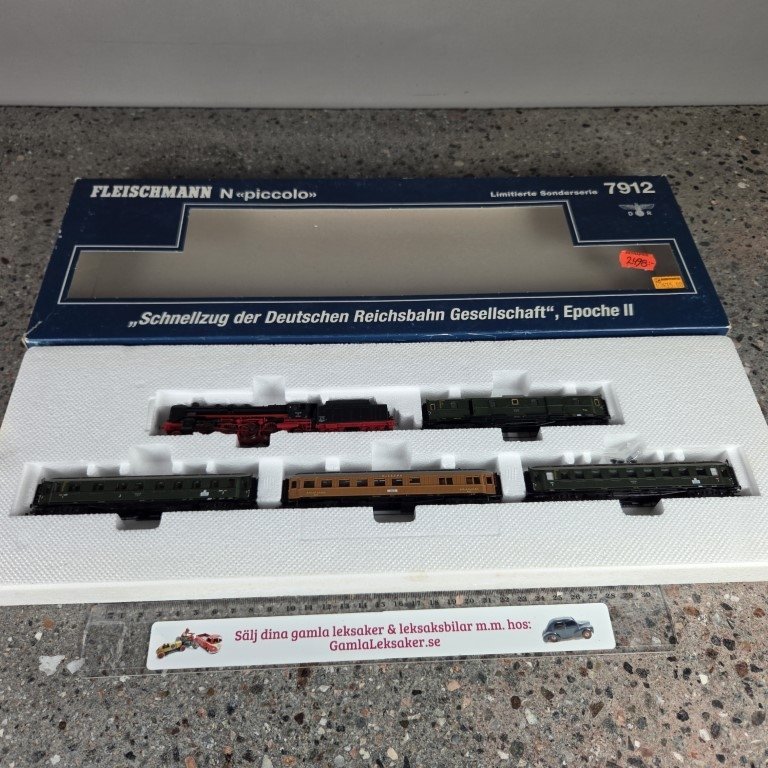 FLEISCHMANN N «piccolo»
Limitierte Sonderserie 7912
D R
2495:-
„Schnellzug der Deutschen Reichsbahn Gesellschaft“, Epoche II
Sälj dina gamla leksaker & leksaksbilar m.m. hos:
GamlaLeksaker.se